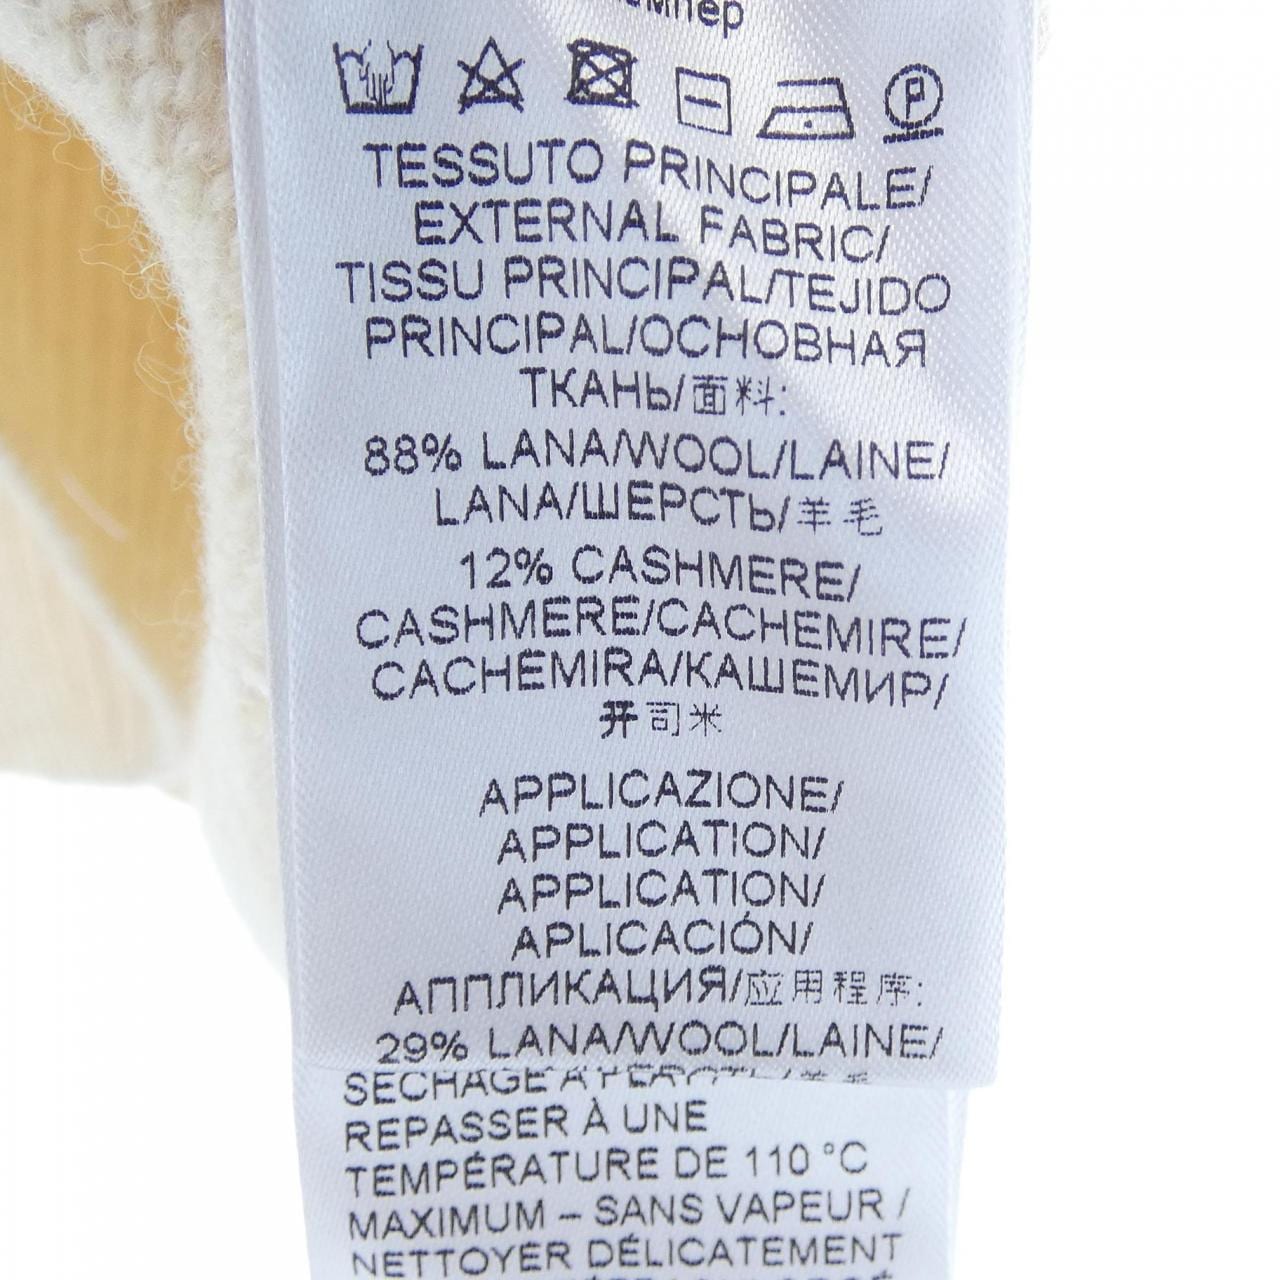 P
TESSUTO PRINCIPALE/
EXTERNAL FABRIC/
TISSU PRINCIPAL/TEJIDO
PRINCIPAL/ОСНОВНАЯ
ТКАНЬ/面料:
88% LANA/WOOL/LAINE/
LANA/ШЕРСТЬ/羊毛
12% CASHMERE/
CASHMERE/CACHEMIRE/
CACHEMIRA/КАШЕМИР/
开司米
APPLICAZIONE/
APPLICATION/
APPLICATION/
APLICACIÓN/
АППЛИКАЦИЯ/应用程序:
29% LANA/WOOL/LAINE/
SÉCHAGE À
REPASSER À UNE
TEMPÉRATURE DE 110 °C
MAXIMUM – SANS VAPEUR /
NETTOYER DÉLICATEMENT